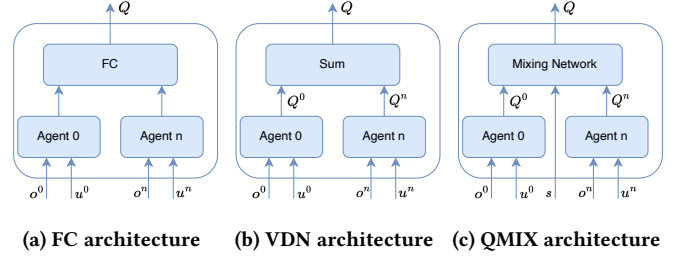 Q Q Q
FC Sum Mixing Network
Q⁰ Qⁿ Q⁰ Qⁿ
Agent 0 Agent n Agent 0 Agent n Agent 0 Agent n
o⁰ u⁰ oⁿ uⁿ o⁰ u⁰ oⁿ uⁿ o⁰ u⁰ s oⁿ uⁿ
(a) FC architecture (b) VDN architecture (c) QMIX architecture